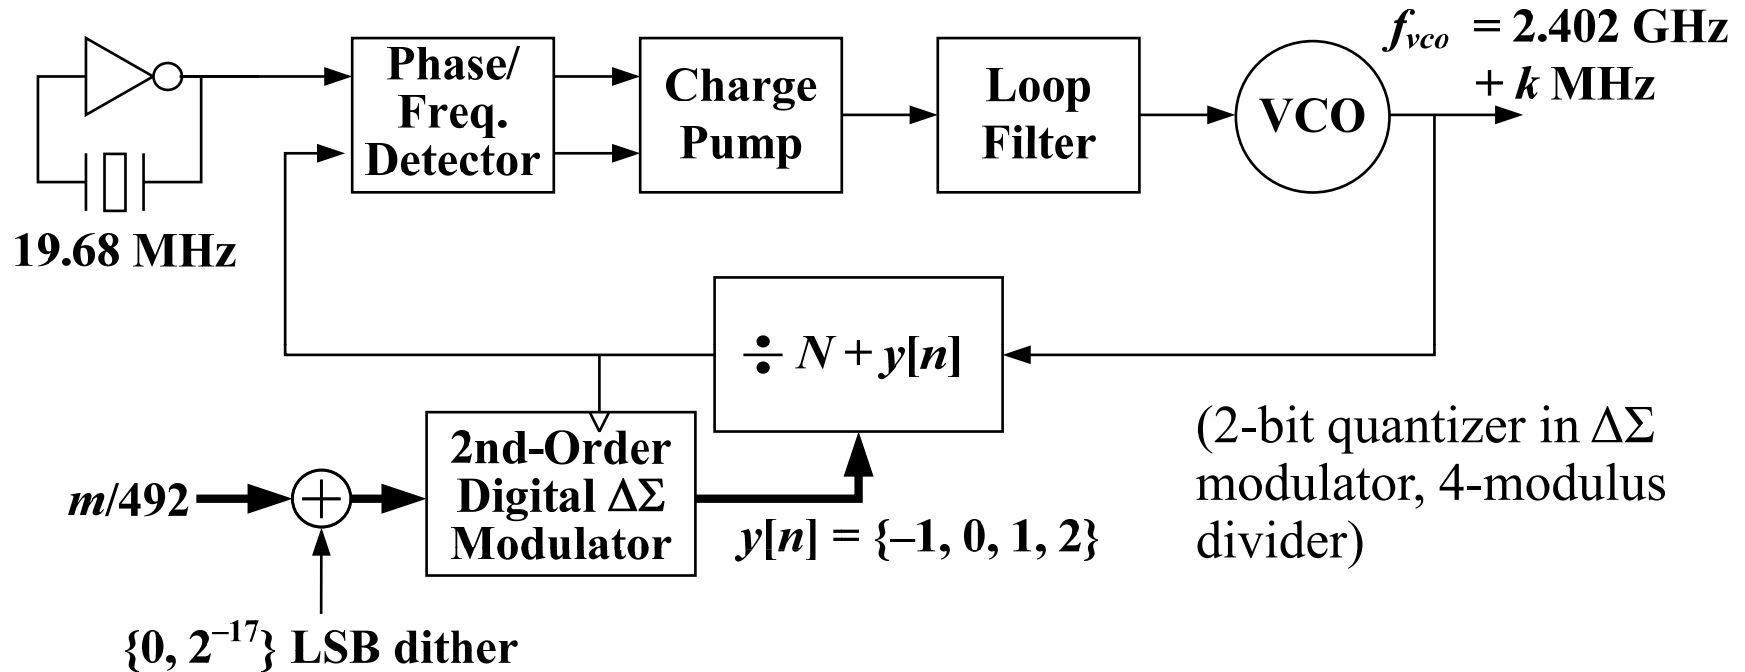 f_vco = 2.402 GHz
+ k MHz
Phase/
Freq.
Detector
Charge
Pump
Loop
Filter
VCO
19.68 MHz
÷ N + y[n]
(2-bit quantizer in ΔΣ
modulator, 4-modulus
divider)
2nd-Order
Digital ΔΣ
Modulator
m/492
+
y[n] = {–1, 0, 1, 2}
{0, 2^–17} LSB dither